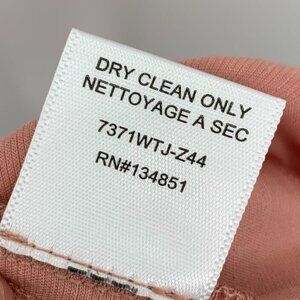 DRY CLEAN ONLY
NETTOYAGE A SEC
7371WTJ-Z44
RN#134851